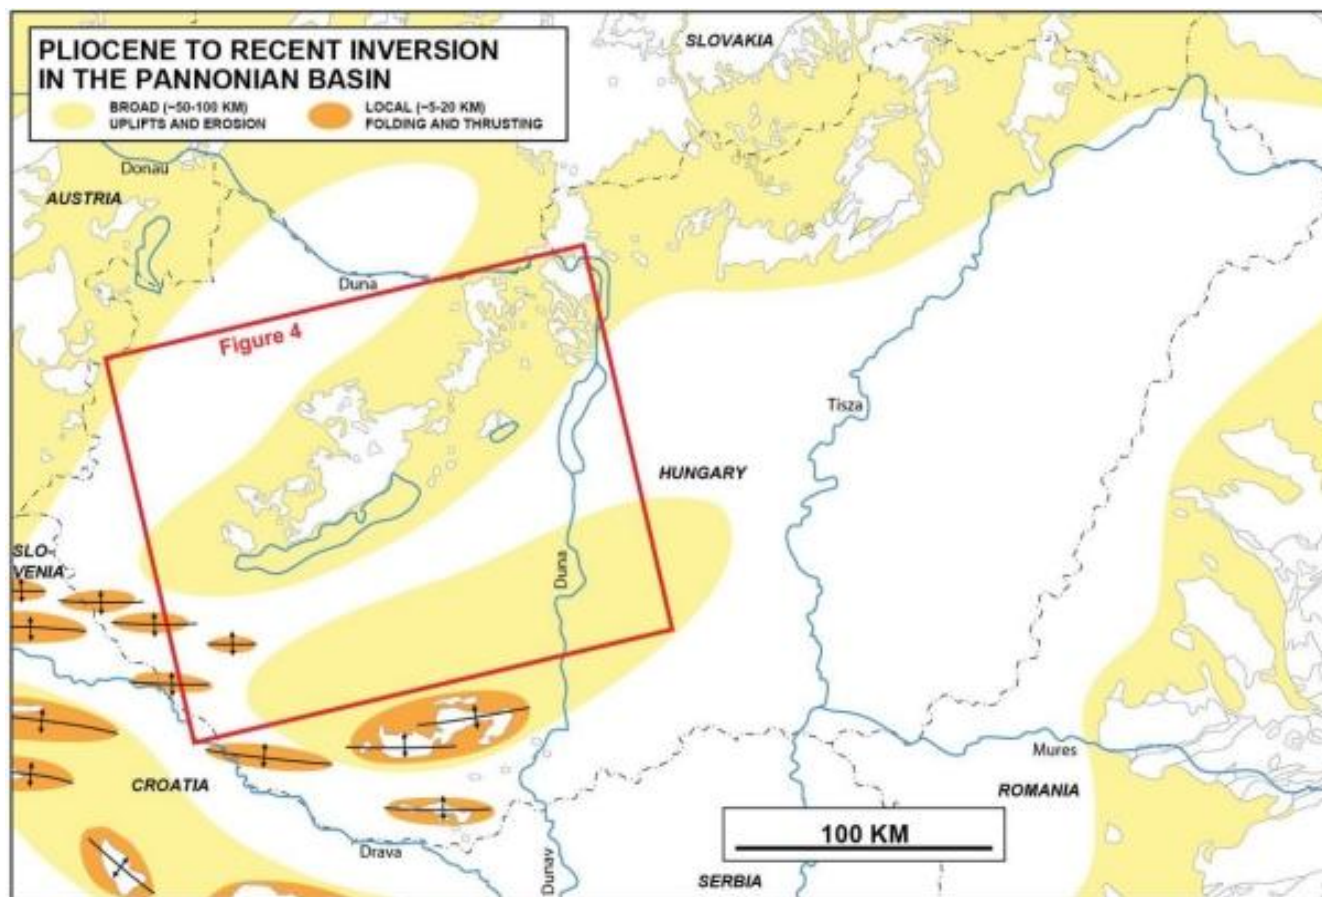 PLIOCENE TO RECENT INVERSION
IN THE PANNONIAN BASIN
BROAD (~50-100 KM)
UPLIFTS AND EROSION
LOCAL (~5-20 KM)
FOLDING AND THRUSTING
SLOVAKIA
Donau
AUSTRIA
Duna
Figure 4
Tisza
HUNGARY
SLO-
VENIA
Duna
CROATIA
Mures
ROMANIA
100 KM
Drava
Dunav
SERBIA